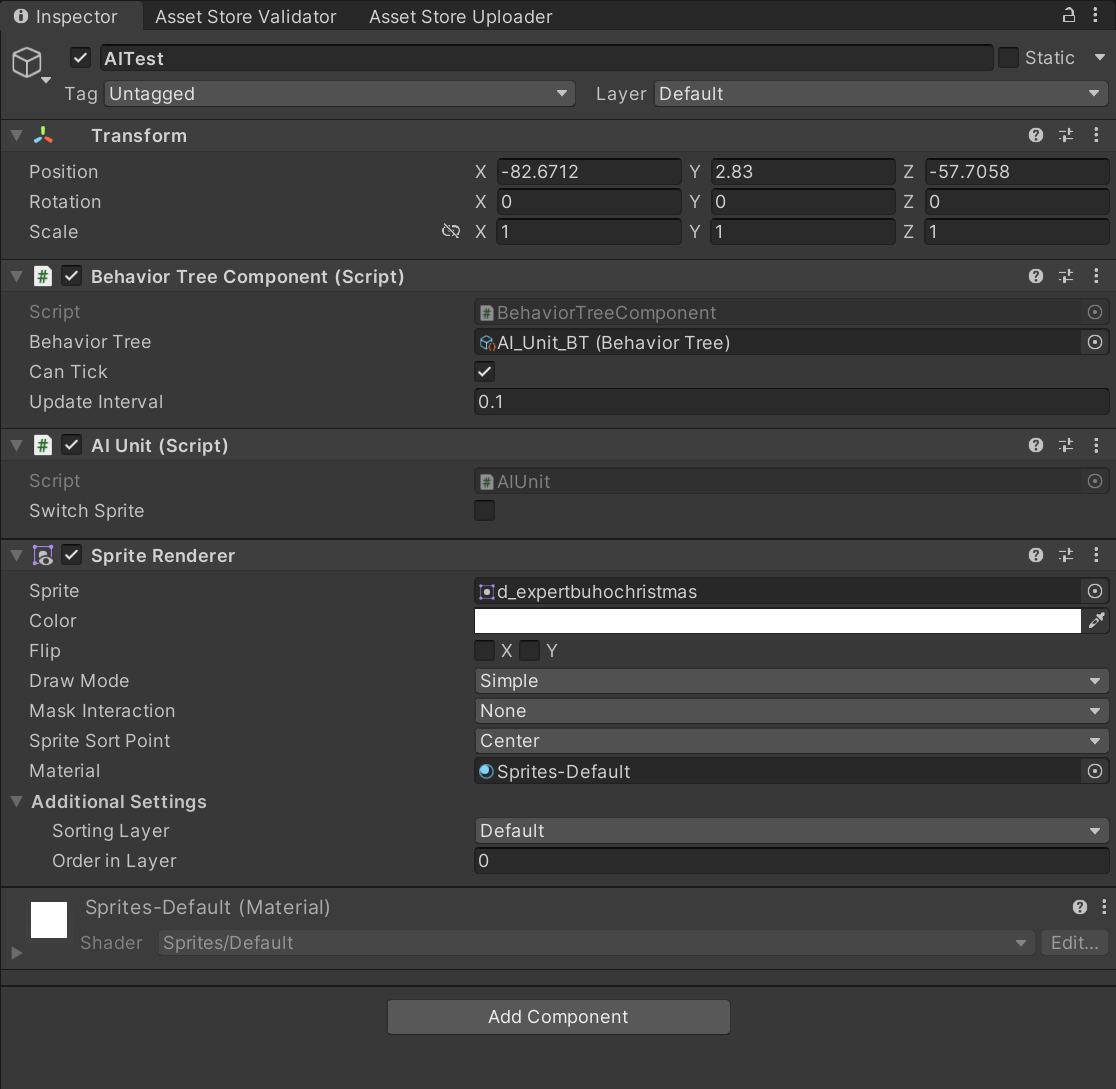 Inspector Asset Store Validator Asset Store Uploader
AITest Static
Tag Untagged Layer Default
Transform
Position X -82.6712 Y 2.83 Z -57.7058
Rotation X 0 Y 0 Z 0
Scale X 1 Y 1 Z 1
# Behavior Tree Component (Script)
Script # BehaviorTreeComponent
Behavior Tree AI_Unit_BT (Behavior Tree)
Can Tick
Update Interval 0.1
# AI Unit (Script)
Script # AIUnit
Switch Sprite
Sprite Renderer
Sprite d_expertbuhochristmas
Color
Flip X Y
Draw Mode Simple
Mask Interaction None
Sprite Sort Point Center
Material Sprites-Default
Additional Settings
Sorting Layer Default
Order in Layer 0
Sprites-Default (Material)
Shader Sprites/Default Edit...
Add Component